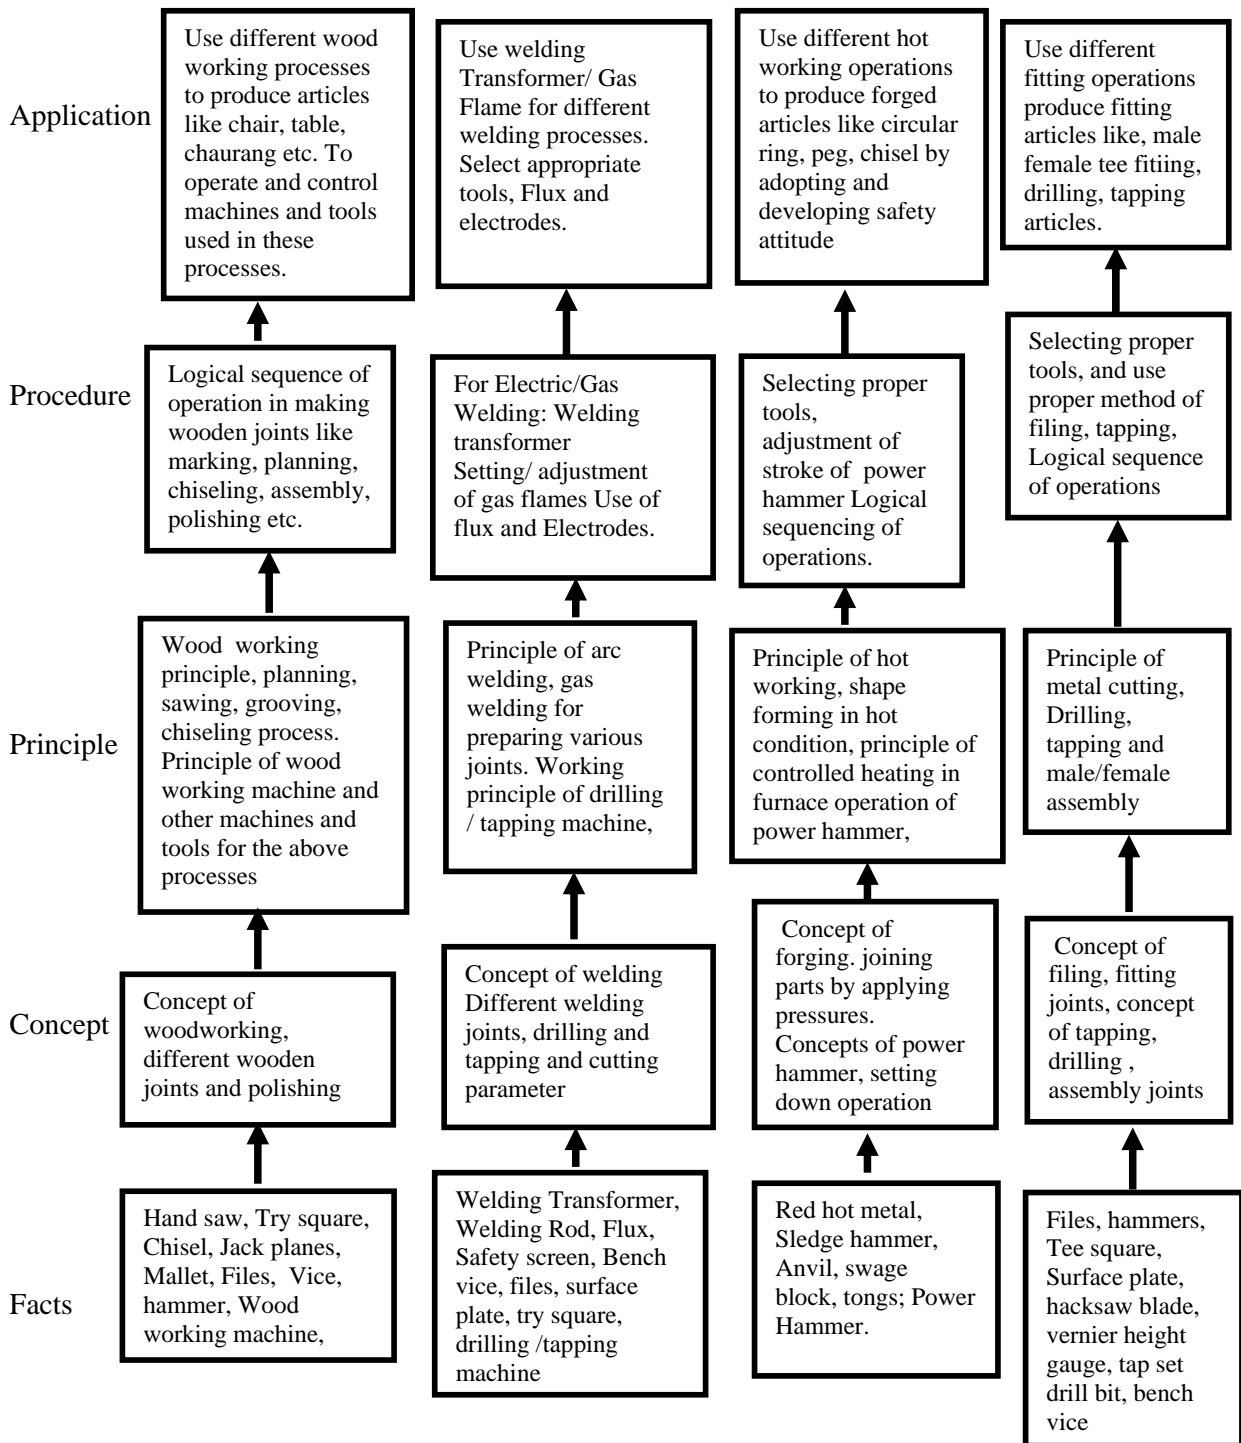 Application
Use different wood
working processes
to produce articles
like chair, table,
chaurang etc. To
operate and control
machines and tools
used in these
processes.
Use welding
Transformer/ Gas
Flame for different
welding processes.
Select appropriate
tools, Flux and
electrodes.
Use different hot
working operations
to produce forged
articles like circular
ring, peg, chisel by
adopting and
developing safety
attitude
Use different
fitting operations
produce fitting
articles like, male
female tee fitiing,
drilling, tapping
articles.
Procedure
Logical sequence of
operation in making
wooden joints like
marking, planning,
chiseling, assembly,
polishing etc.
For Electric/Gas
Welding: Welding
transformer
Setting/ adjustment
of gas flames Use of
flux and Electrodes.
Selecting proper
tools,
adjustment of
stroke of power
hammer Logical
sequencing of
operations.
Selecting proper
tools, and use
proper method of
filing, tapping,
Logical sequence
of operations
Principle
Wood working
principle, planning,
sawing, grooving,
chiseling process.
Principle of wood
working machine and
other machines and
tools for the above
processes
Principle of arc
welding, gas
welding for
preparing various
joints. Working
principle of drilling
/ tapping machine,
Principle of hot
working, shape
forming in hot
condition, principle of
controlled heating in
furnace operation of
power hammer,
Principle of
metal cutting,
Drilling,
tapping and
male/female
assembly
Concept
Concept of
woodworking,
different wooden
joints and polishing
Concept of welding
Different welding
joints, drilling and
tapping and cutting
parameter
Concept of
forging. joining
parts by applying
pressures.
Concepts of power
hammer, setting
down operation
Concept of
filing, fitting
joints, concept
of tapping,
drilling ,
assembly joints
Facts
Hand saw, Try square,
Chisel, Jack planes,
Mallet, Files, Vice,
hammer, Wood
working machine,
Welding Transformer,
Welding Rod, Flux,
Safety screen, Bench
vice, files, surface
plate, try square,
drilling /tapping
machine
Red hot metal,
Sledge hammer,
Anvil, swage
block, tongs; Power
Hammer.
Files, hammers,
Tee square,
Surface plate,
hacksaw blade,
vernier height
gauge, tap set
drill bit, bench
vice